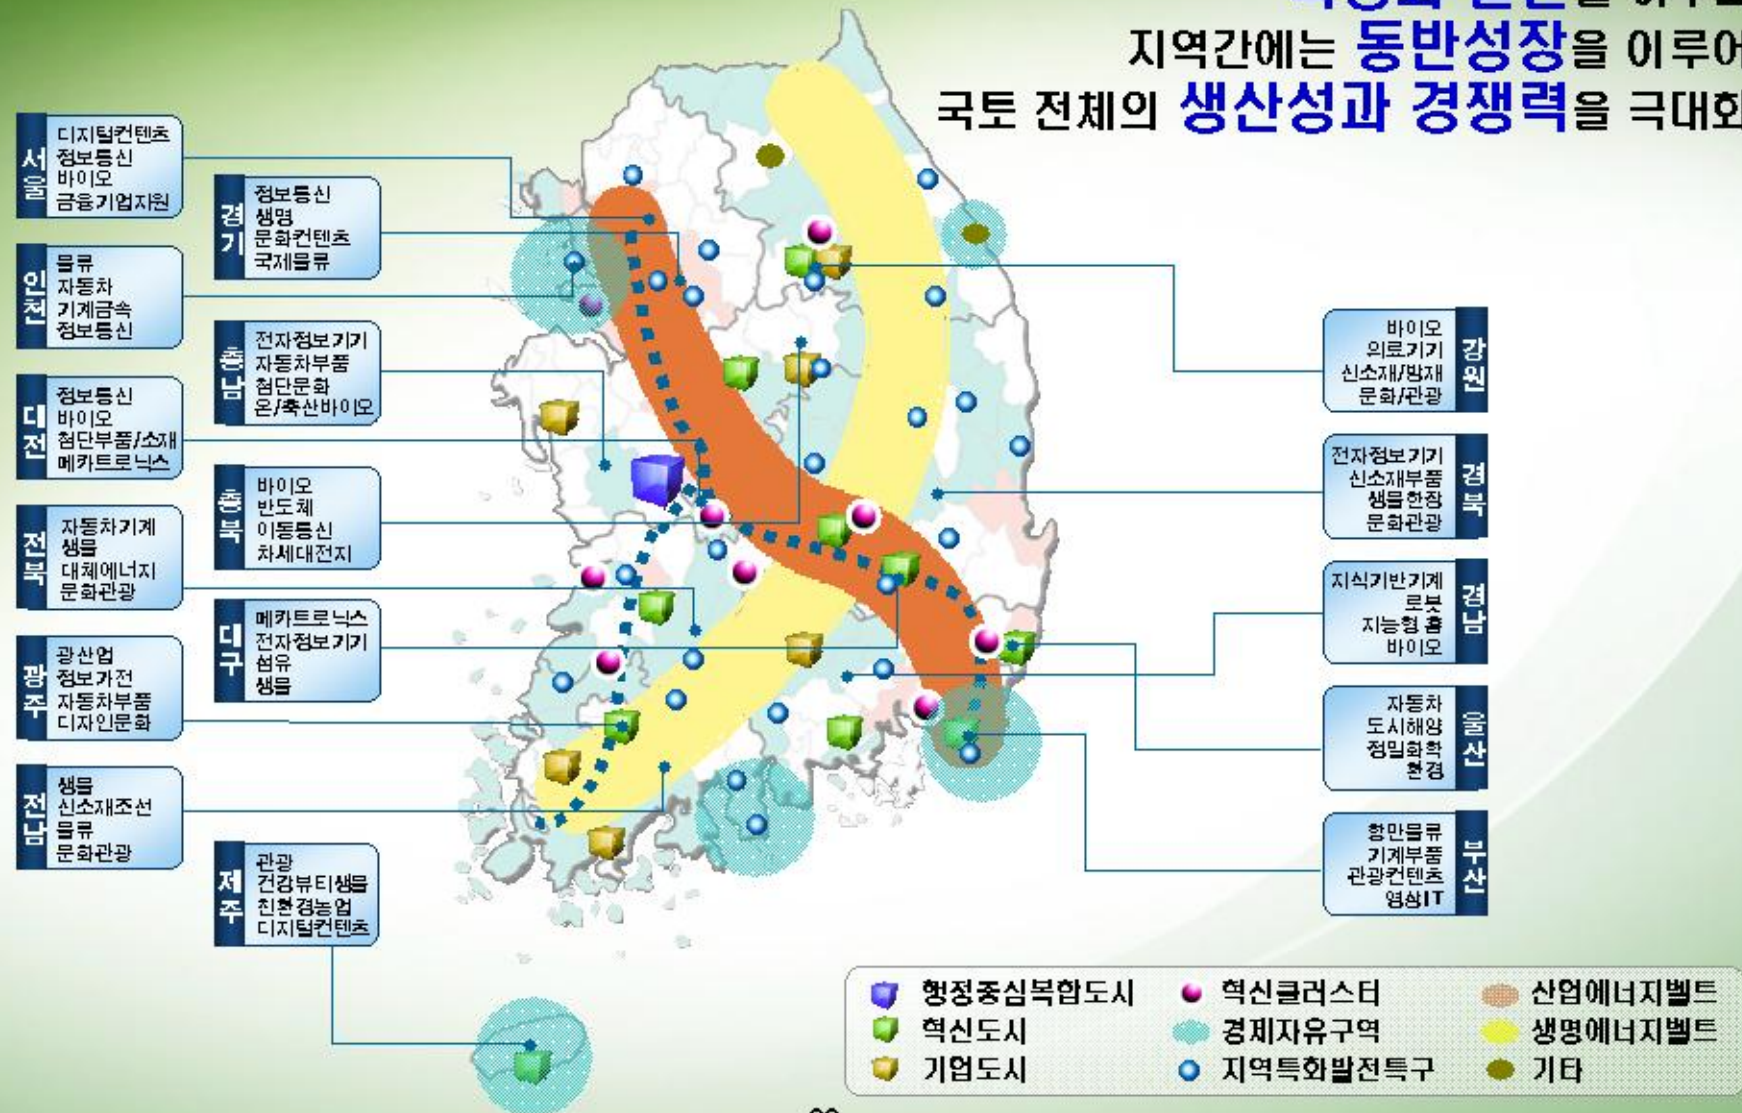 지역간에는 동반성장을 이루어
국토 전체의 생산성과 경쟁력을 극대화
서울
디지털컨텐츠
정보통신
바이오
금융기업지원
경기
정보통신
생명
문화컨텐츠
국제물류
인천
물류
자동차
기계금속
정보통신
충남
전자정보기기
자동차부품
첨단문화
온/축산바이오
대전
정보통신
바이오
첨단부품/소재
메카트로닉스
충북
바이오
반도체
이동통신
차세대전지
전북
자동차기계
생물
대체에너지
문화관광
대구
메카트로닉스
전자정보기기
섬유
생물
광주
광산업
정보가전
자동차부품
디자인문화
전남
생물
신소재조선
물류
문화관광
제주
관광
건강뷰티생물
친환경농업
디지털컨텐츠
강원
바이오
의료기기
신소재/방재
문화/관광
경북
전자정보기기
신소재부품
생물한장
문화관광
경남
지식기반기계
로봇
지능형 홈
바이오
울산
자동차
도시해양
정밀화학
환경
부산
항만물류
기계부품
관광컨텐츠
영상IT
행정중심복합도시
혁신클러스터
산업에너지벨트
혁신도시
경제자유구역
생명에너지벨트
기업도시
지역특화발전특구
기타